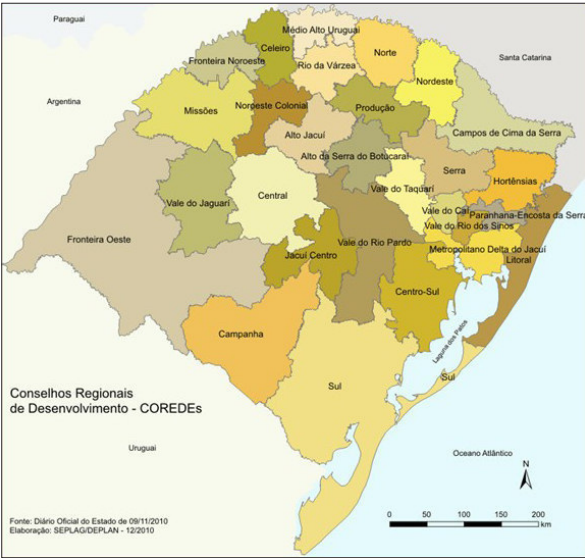 Paraguai
Médio Alto Uruguai
Celeiro
Norte
Santa Catarina
Fronteira Noroeste
Rio da Várzea
Nordeste
Argentina
Missões
Noroeste Colonial
Produção
Alto Jacuí
Campos de Cima da Serra
Alto da Serra do Botucaraí
Serra
Hortênsias
Vale do Taquari
Central
Vale do Jaguari
Vale do Caí
Paranhana-Encosta da Serra
Vale do Rio dos Sinos
Fronteira Oeste
Vale do Rio Pardo
Metropolitano Delta do Jacuí
Jacuí Centro
Litoral
Centro-Sul
Campanha
Laguna dos Patos
Sul
Sul
Conselhos Regionais
de Desenvolvimento - COREDEs
Uruguai
Oceano Atlântico
N
Fonte: Diário Oficial do Estado de 09/11/2010
Elaboração: SEPLAG/DEPLAN - 12/2010
0 50 100 150 200
km